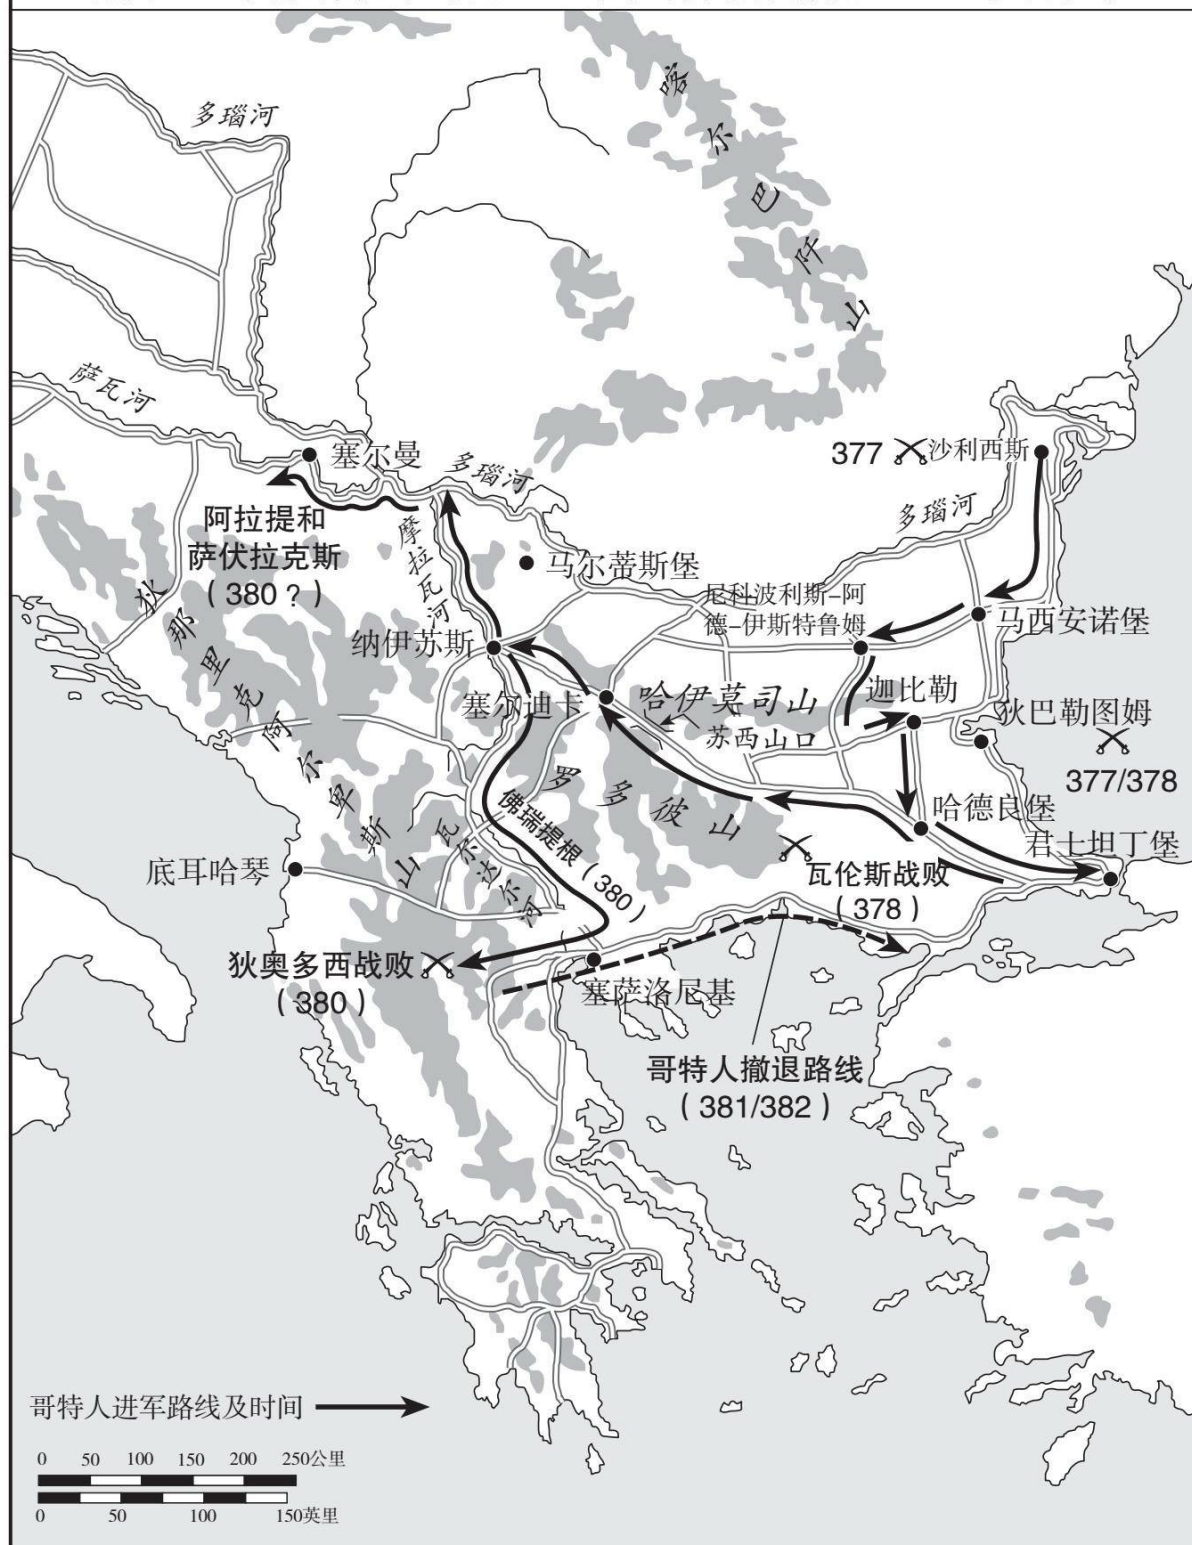 多瑙河
喀尔巴阡山
萨瓦河
塞尔曼
多瑙河
377
沙利西斯
多瑙河
阿拉提和
萨伏拉克斯
(380?)
摩拉瓦河
马尔蒂斯堡
尼科波利斯-阿
德-伊斯特鲁姆
马西安诺堡
狄那里克阿尔卑斯山
纳伊苏斯
塞尔迪卡
哈伊莫司山
苏西山口
迦比勒
狄巴勒图姆
377/378
罗多彼山
哈德良堡
君士坦丁堡
佛瑞提根(380)
瓦尔达尔河
底耳哈琴
瓦伦斯战败
(378)
狄奥多西战败
(380)
塞萨洛尼基
哥特人撤退路线
(381/382)
哥特人进军路线及时间
0 50 100 150 200 250公里
0 50 100 150英里